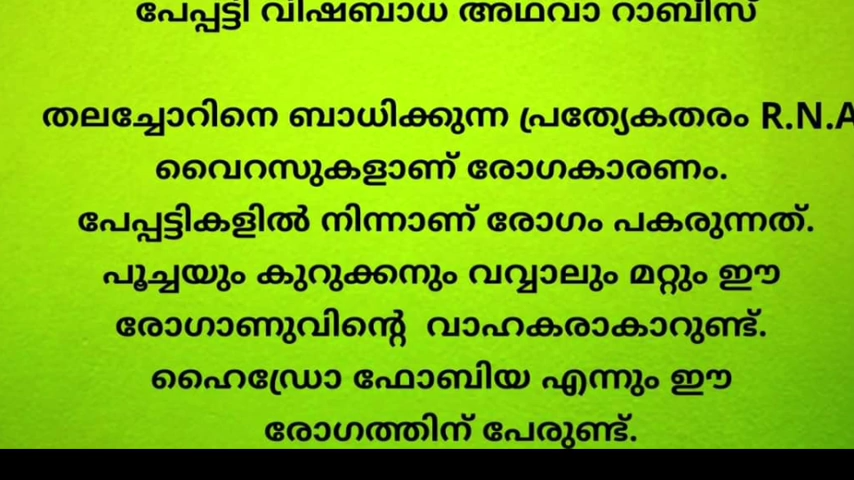 പേപ്പട്ടി വിഷബാധ അഥവാ റാബീസ്
തലച്ചോറിനെ ബാധിക്കുന്ന പ്രത്യേകതരം R.N.A
വൈറസുകളാണ് രോഗകാരണം.
പേപ്പട്ടികളിൽ നിന്നാണ് രോഗം പകരുന്നത്.
പൂച്ചയും കുറുക്കനും വവ്വാലും മറ്റും ഈ
രോഗാണുവിന്റെ വാഹകരാകാറുണ്ട്.
ഹൈഡ്രോ ഫോബിയ എന്നും ഈ
രോഗത്തിന് പേരുണ്ട്.